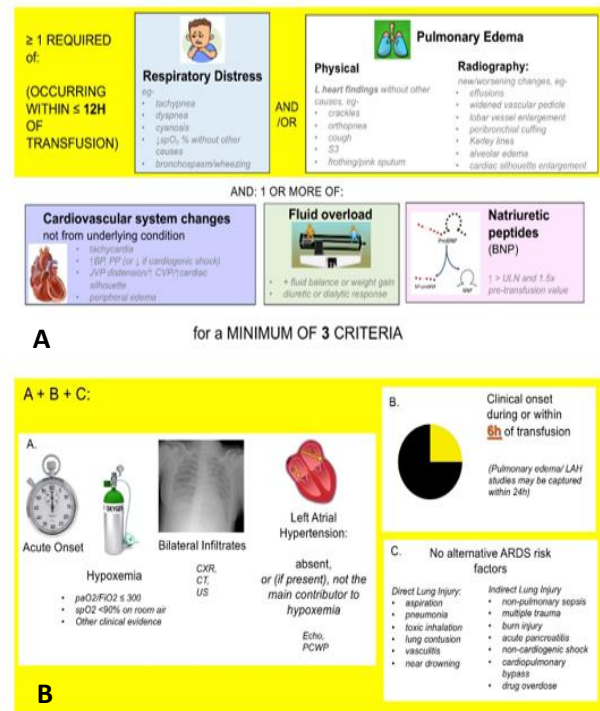 ≥ 1 REQUIRED
of:
(OCCURRING
WITHIN ≤ 12H
OF
TRANSFUSION)
Respiratory Distress
eg-
• tachypnea
• dyspnea
• cyanosis
• ↓spO₂ % without other
causes
• bronchospasm/wheezing
AND
/OR
Pulmonary Edema
Physical
L heart findings without other
causes, eg-
• crackles
• orthopnea
• cough
• S3
• frothing/pink sputum
Radiography:
new/worsening changes, eg-
• effusions
• widened vascular pedicle
• lobar vessel enlargement
• peribronchial cuffing
• Kerley lines
• alveolar edema
• cardiac silhouette enlargement
AND: 1 OR MORE OF:
Cardiovascular system changes
not from underlying condition
• tachycardia
• ↑BP, PP (or ↓ if cardiogenic shock)
• JVP distension/↑ CVP/↑cardiac
silhouette
• peripheral edema
Fluid overload
• + fluid balance or weight gain
• diuretic or dialytic response
Natriuretic
peptides
(BNP)
ProBNP
NT-proBNP
BNP
↑ > ULN and 1.5x
pre-transfusion value
A
for a MINIMUM OF 3 CRITERIA
A + B + C:
A.
OXYGEN
Acute Onset
Hypoxemia
• paO2/FiO2 ≤ 300
• spO2 <90% on room air
• Other clinical evidence
Bilateral Infiltrates
CXR,
CT,
US
Left Atrial
Hypertension:
absent,
or (if present), not the
main contributor to
hypoxemia
Echo,
PCWP
B.
Clinical onset
during or within
6h of transfusion
(Pulmonary edema/ LAH
studies may be captured
within 24h)
C.
No alternative ARDS risk
factors
Direct Lung Injury:
• aspiration
• pneumonia
• toxic inhalation
• lung contusion
• vasculitis
• near drowning
Indirect Lung Injury
• non-pulmonary sepsis
• multiple trauma
• burn injury
• acute pancreatitis
• non-cardiogenic shock
• cardiopulmonary
bypass
• drug overdose
B